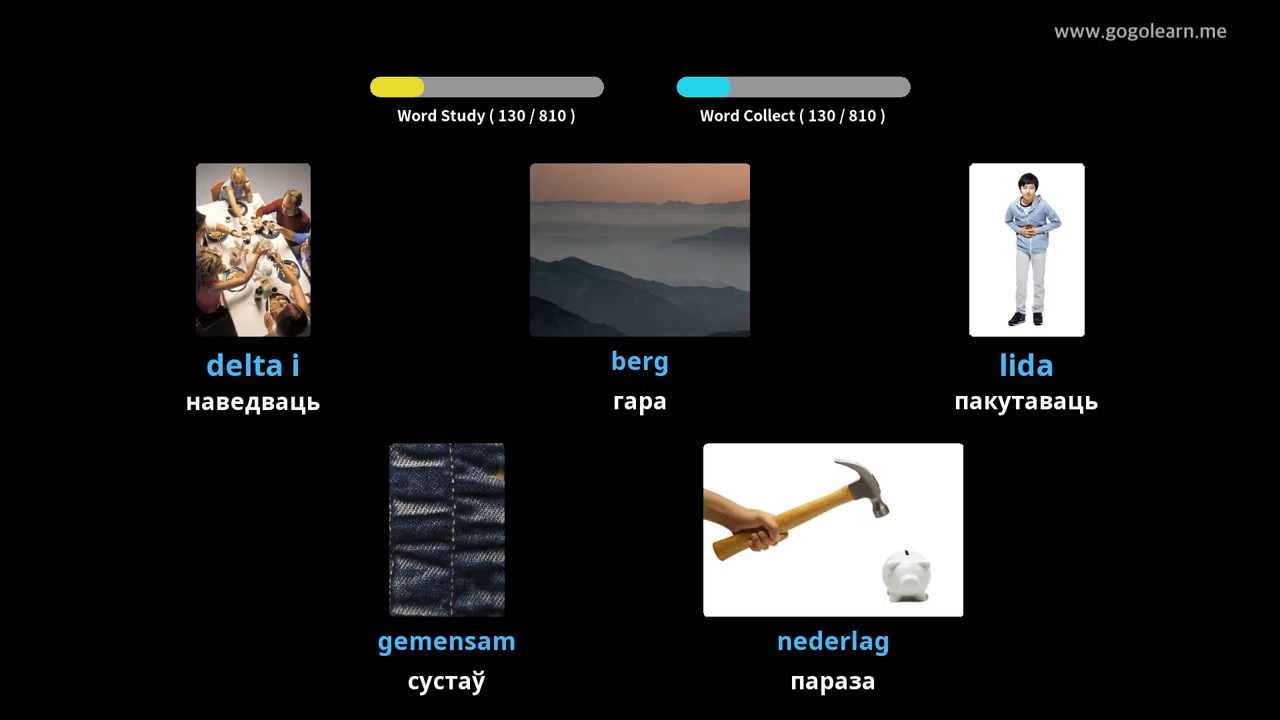 www.gogolearn.me
Word Study ( 130 / 810 )
Word Collect ( 130 / 810 )
delta i
наведваць
berg
гара
lida
пакутаваць
gemensam
сустаў
nederlag
параза